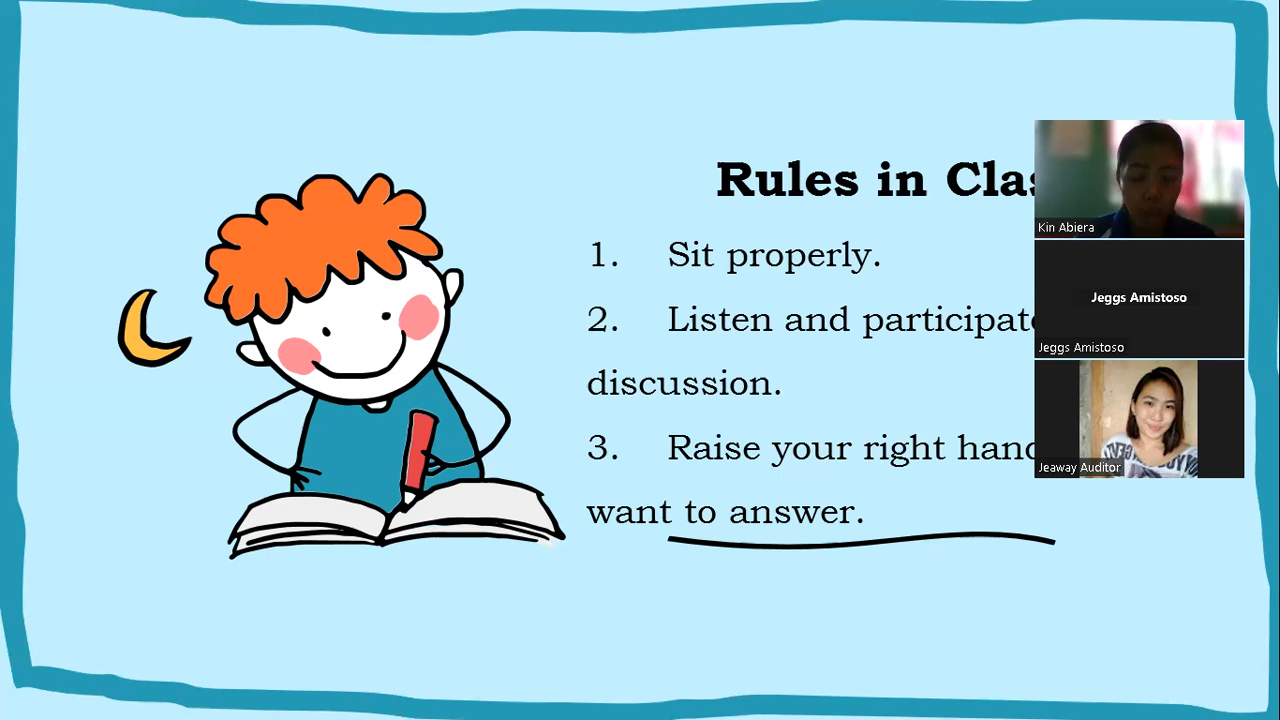 Rules in Clas
1. Sit properly.
2. Listen and participate
discussion.
3. Raise your right hand
want to answer.
Kin Abiera
Jeggs Amistoso
Jeggs Amistoso
Jeaway Auditor